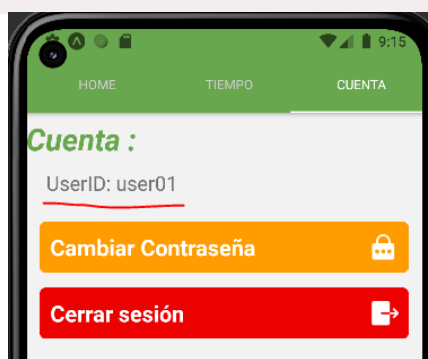 9:15
HOME TIEMPO CUENTA
Cuenta :
UserID: user01
Cambiar Contraseña
Cerrar sesión